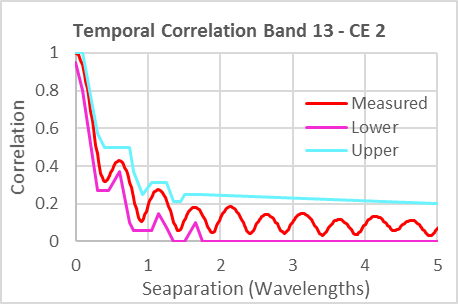 Temporal Correlation Band 13 - CE 2
1
0.8
0.6
0.4
0.2
0
Correlation
Measured
Lower
Upper
0 1 2 3 4 5
Seaparation (Wavelengths)